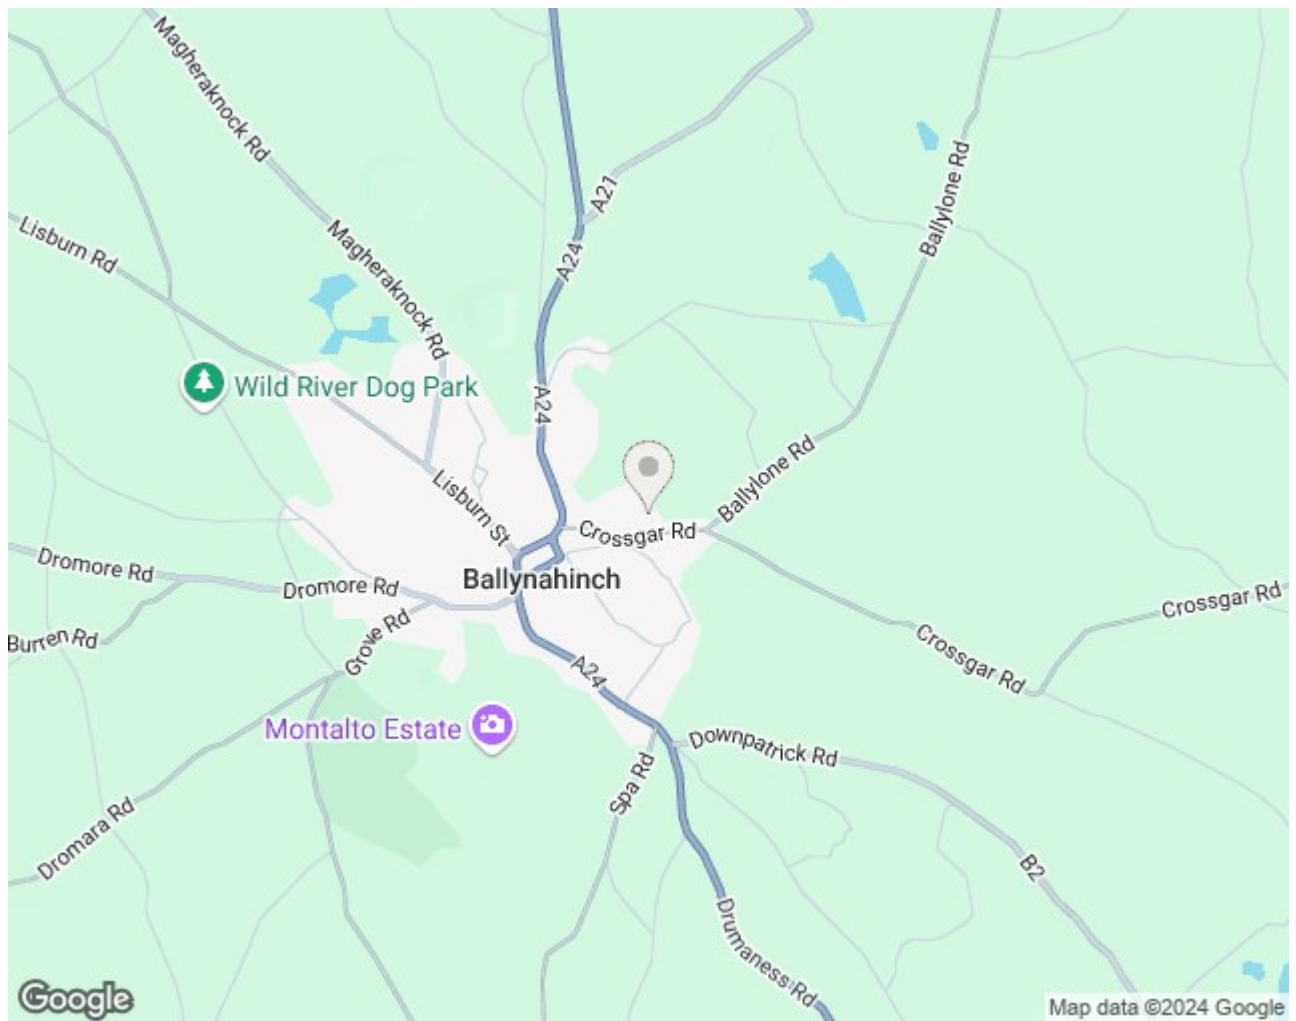 Magheraknock Rd
A21
Ballylone Rd
Lisburn Rd
Magheraknock Rd
A24
Wild River Dog Park
A24
Ballylone Rd
Lisburn St
Crossgar Rd
Dromore Rd
Dromore Rd
Ballynahinch
Crossgar Rd
Burren Rd
Grove Rd
Crossgar Rd
A24
Montalto Estate
Downpatrick Rd
Spa Rd
Dromara Rd
B2
Drumaness Rd
Google
Map data ©2024 Google